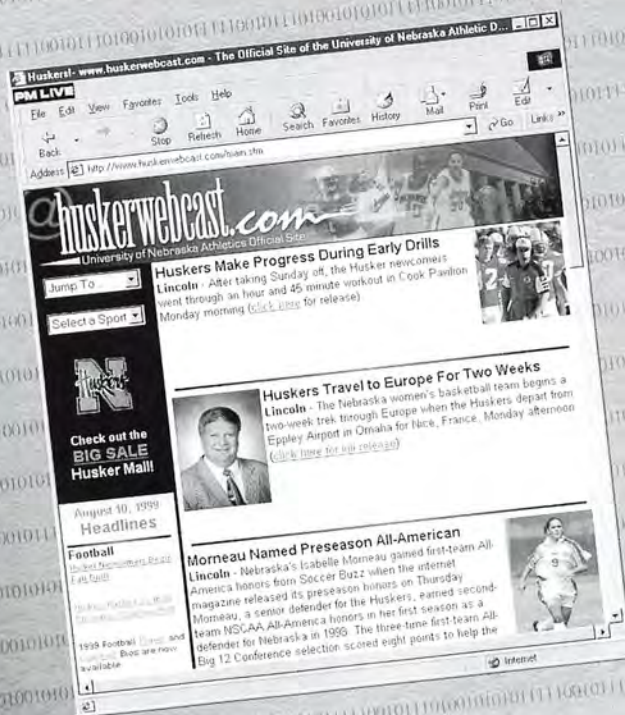 Huskers!- www.huskerwebcast.com - The Official Site of the University of Nebraska Athletic D...
PM LIVE
File Edit View Favorites Tools Help
Back Stop Refresh Home Search Favorites History Mail Print Edit
Address http://www.huskerwebcast.com/main.stm Go Links »
@huskerwebcast.com
University of Nebraska Athletics Official Site
Jump To...
Select a Sport
N
Huskers
Check out the
BIG SALE
Husker Mall!
August 10, 1999
Headlines
Football
1999 Football and
Bios are now
available
Huskers Make Progress During Early Drills
Lincoln - After taking Sunday off, the Husker newcomers
went through an hour and 45 minute workout in Cook Pavilion
Monday morning (click here for release)
Huskers Travel to Europe For Two Weeks
Lincoln - The Nebraska women's basketball team begins a
two-week trek through Europe when the Huskers depart from
Eppley Airport in Omaha for Nice, France, Monday afternoon
(click here for full release)
Morneau Named Preseason All-American
Lincoln - Nebraska's Isabelle Morneau gained first-team All-
America honors from Soccer Buzz when the internet
magazine released its preseason honors on Thursday
Morneau, a senior defender for the Huskers, earned second-
team NSCAA All-America honors in her first season as a
defender for Nebraska in 1998. The three-time first-team All-
Big 12 Conference selection scored eight points to help the
Internet